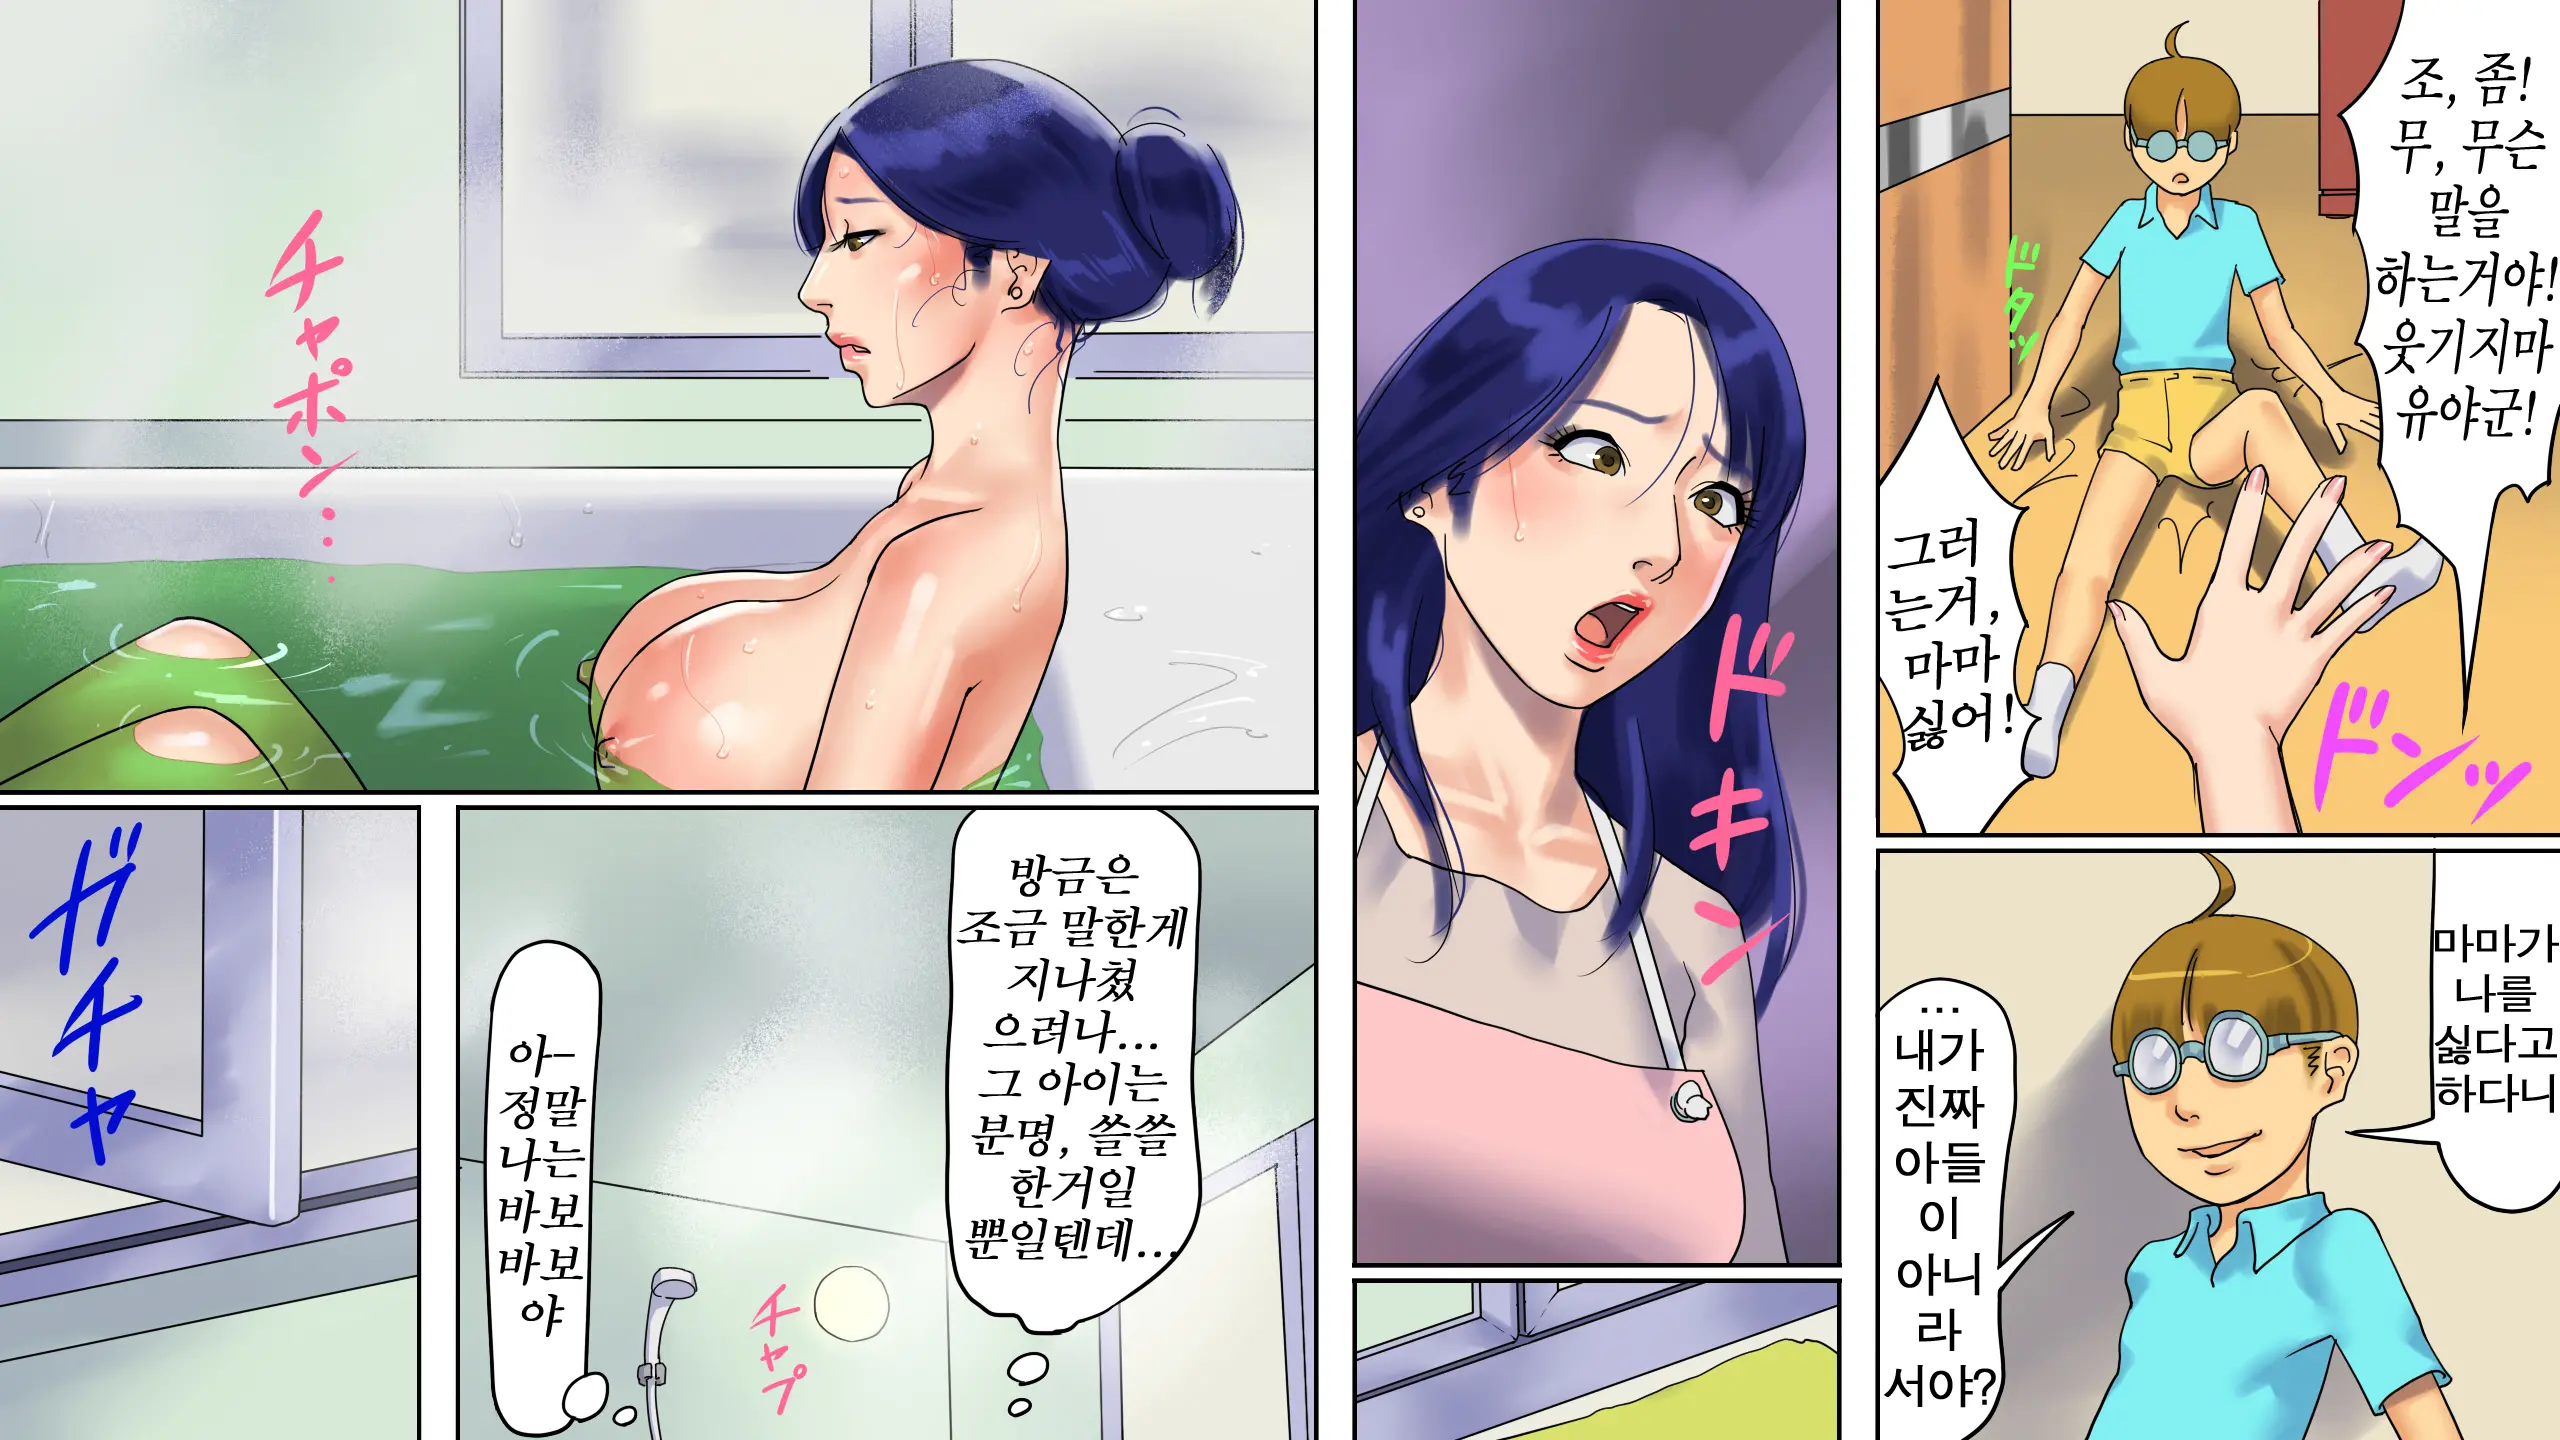 조, 좀!
무, 무슨
말을
하는거야!
웃기지마
유야군!
ドタッ
그러
는거,
마마
싫어!
ドンッ
마마가
나를
싫다고
하다니
...
내가
진짜
아들
이
아니
라
서야?
ドキン
チャポン...
방금은
조금 말한게
지나쳤
으려나...
그 아이는
분명, 쓸쓸
한거일
뿐일텐데...
チャプ
아-
정말
나는
바보
바보
야
ガチャ